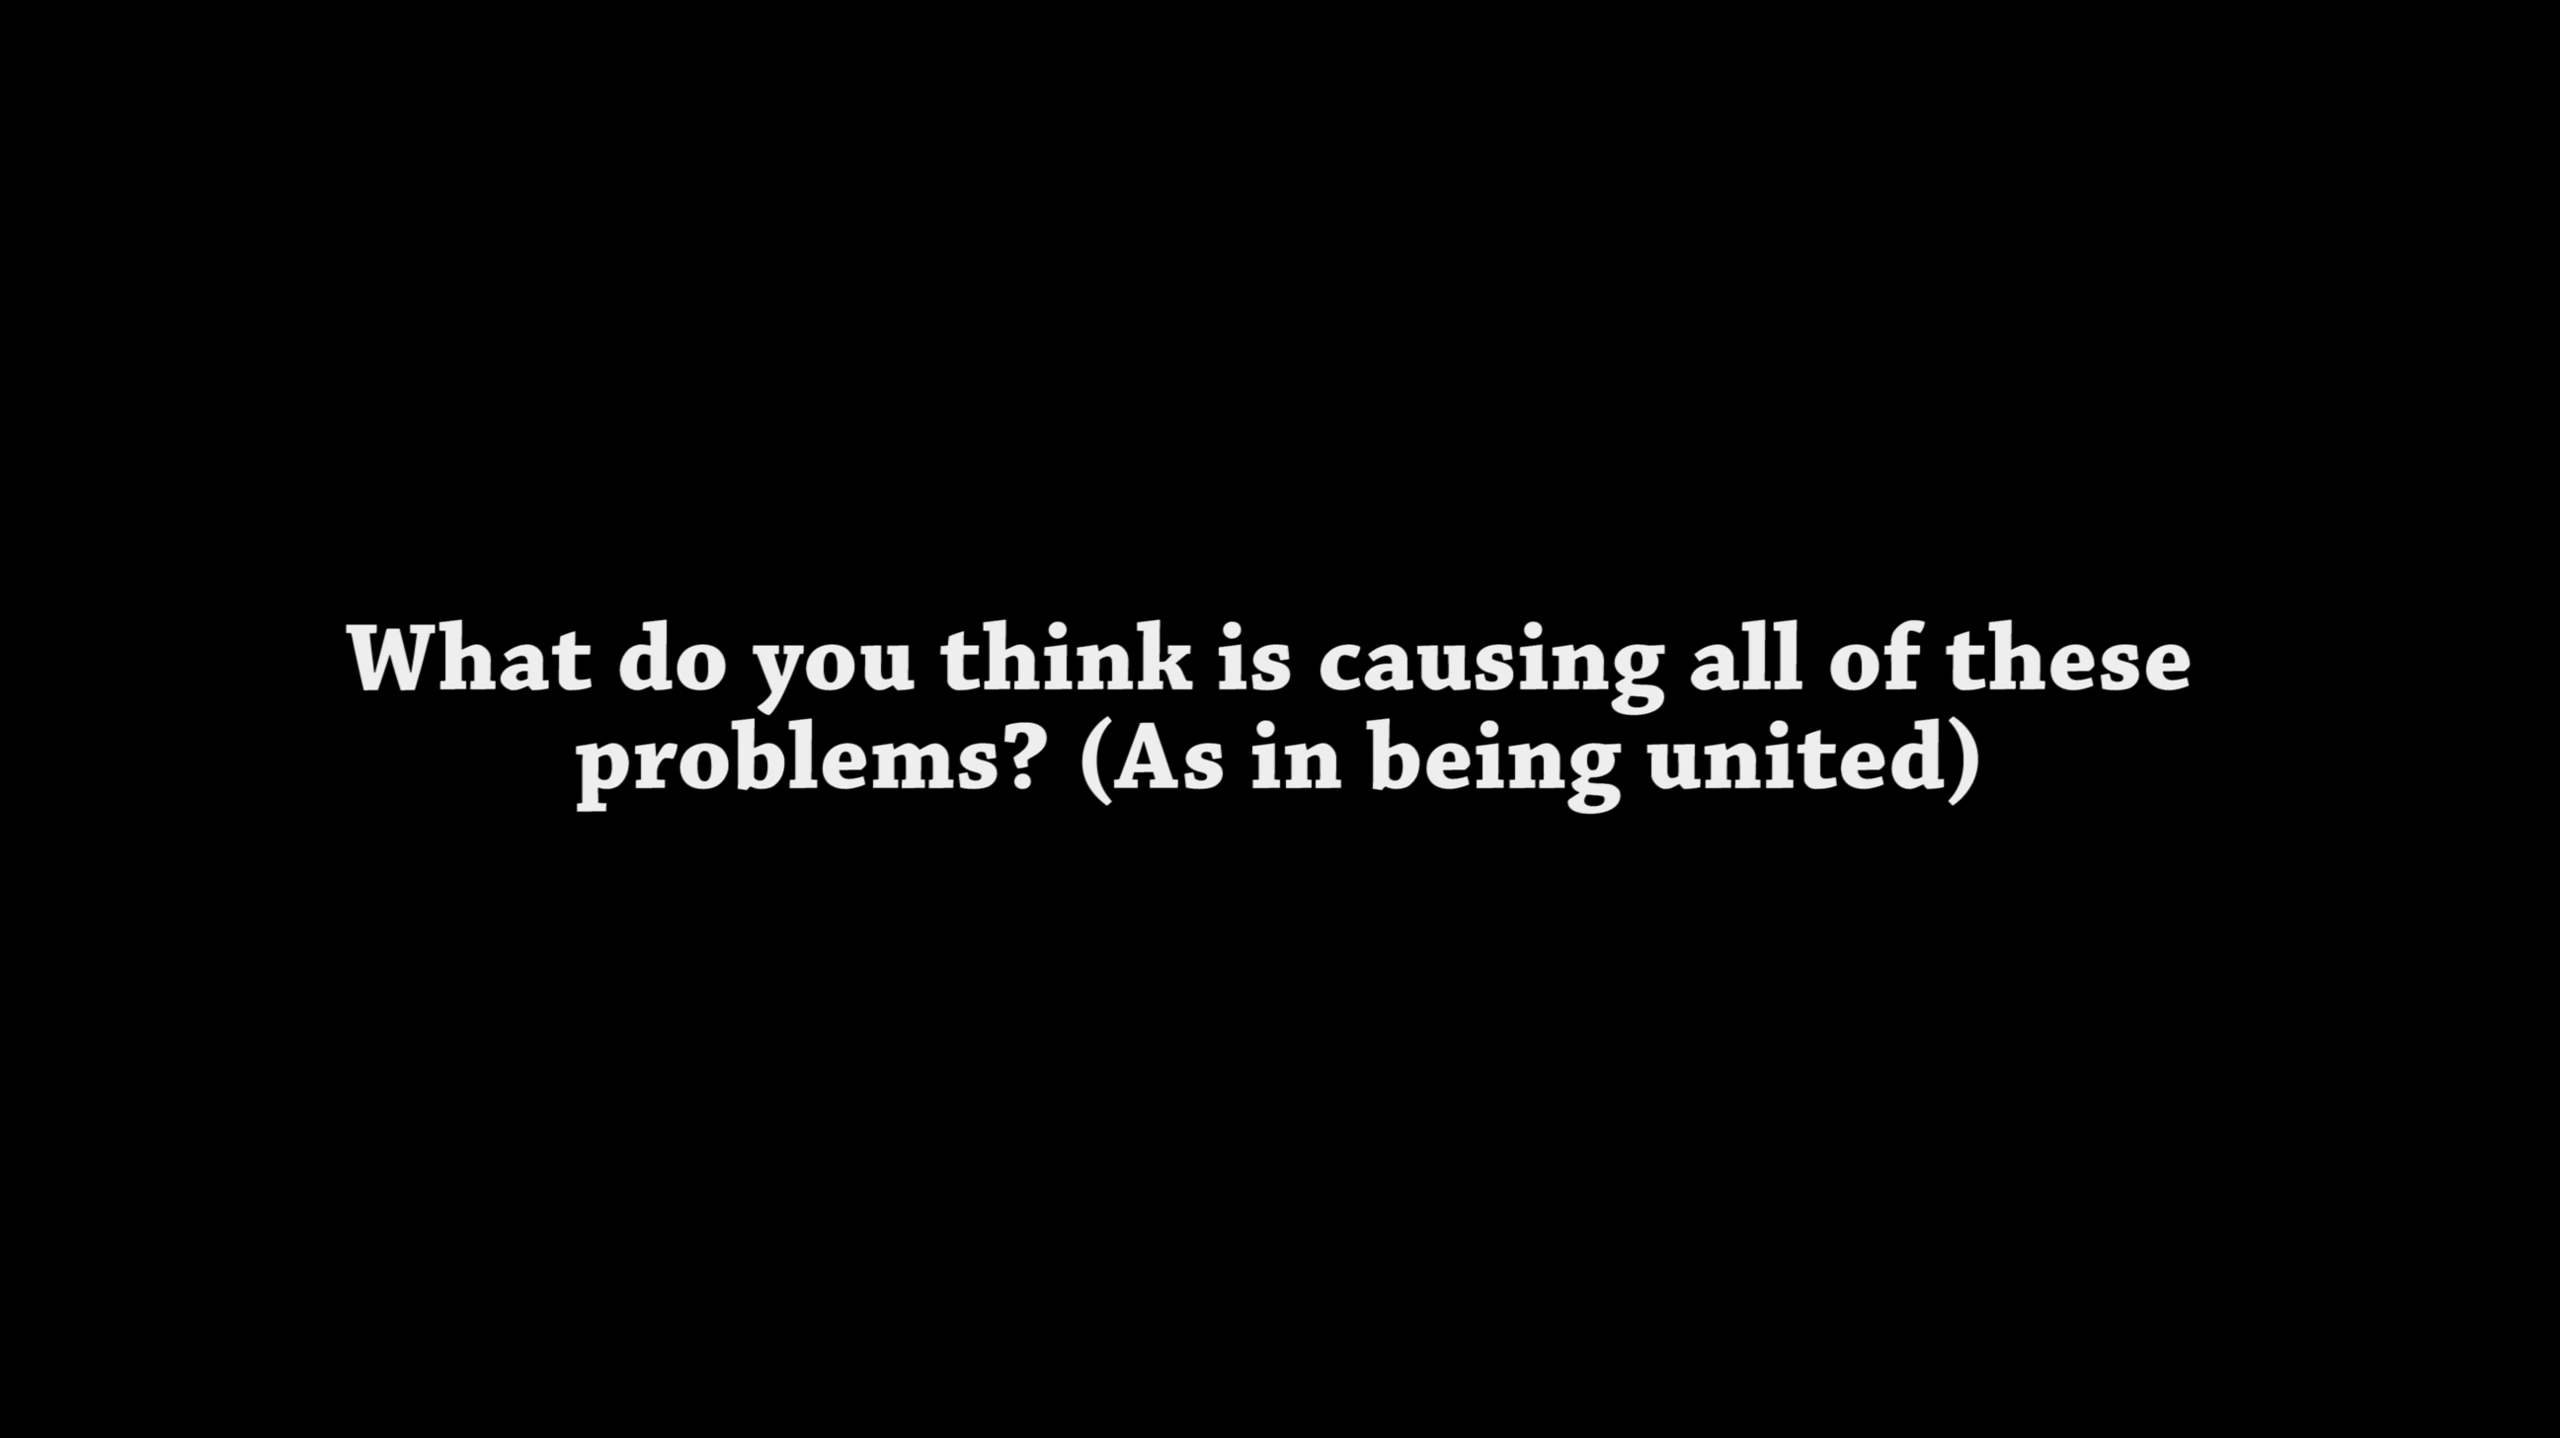 What do you think is causing all of these
problems? (As in being united)